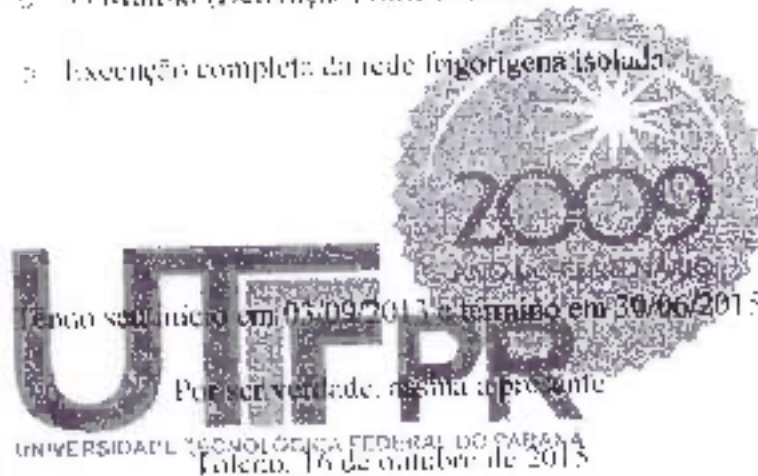 Execução completa da rede frigorígena isolada.
2009
UTFPR
Tendo seu início em 03/09/2013 e término em 30/06/2015
Por ser verdade, assina a presente
UNIVERSIDADE TECNOLÓGICA FEDERAL DO PARANÁ
Toledo, 16 de outubro de 2015